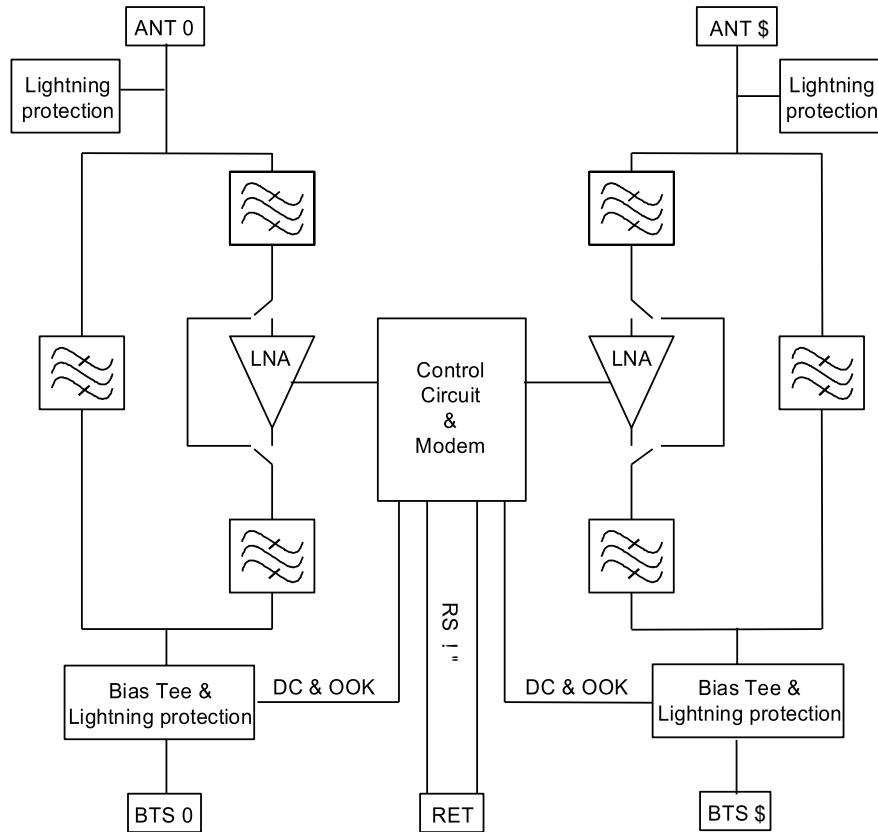 ANT 0
ANT $
Lightning
protection
Lightning
protection
LNA
Control
Circuit
&
Modem
LNA
RS !"
DC & OOK
DC & OOK
Bias Tee &
Lightning protection
Bias Tee &
Lightning protection
BTS 0
RET
BTS $